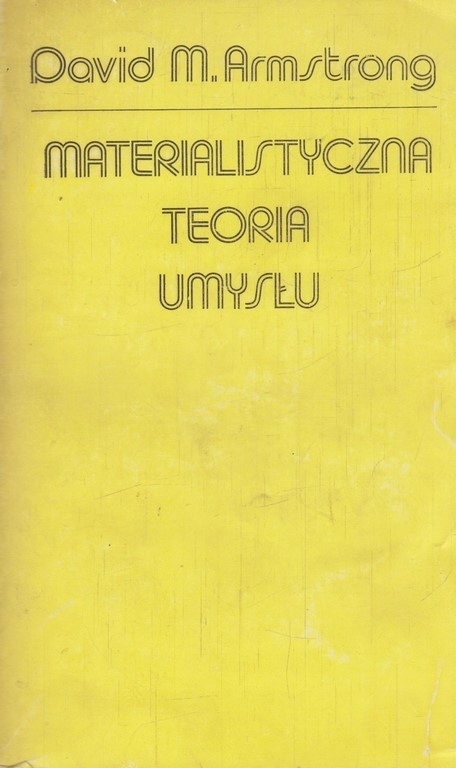 David M. Armstrong
MATERIALISTYCZNA
TEORIA
UMYSŁU